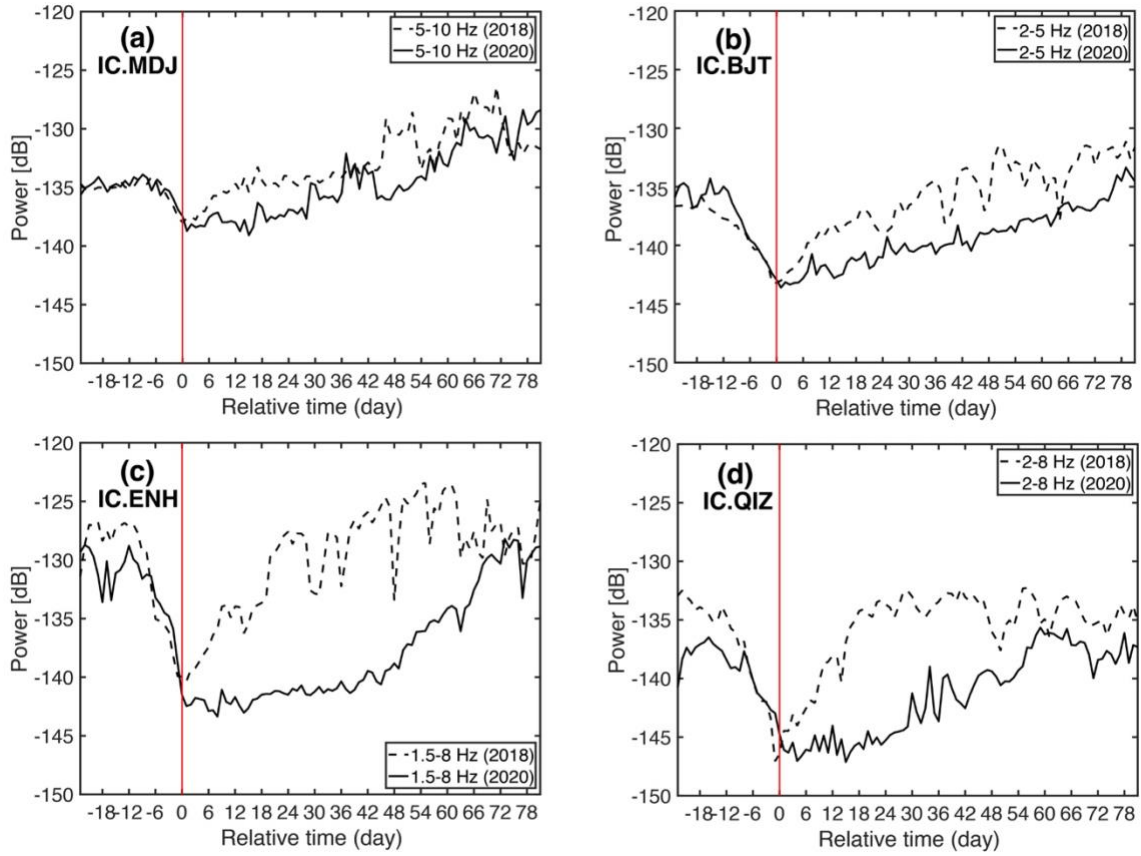 (a)
IC.MDJ
5-10 Hz (2018)
5-10 Hz (2020)
-120
-125
-130
-135
-140
-145
-150
Power [dB]
-18-12 -6 0 6 12 18 24 30 36 42 48 54 60 66 72 78
Relative time (day)
(b)
IC.BJT
2-5 Hz (2018)
2-5 Hz (2020)
-120
-125
-130
-135
-140
-145
-150
Power [dB]
-18-12 -6 0 6 12 18 24 30 36 42 48 54 60 66 72 78
Relative time (day)
(c)
IC.ENH
1.5-8 Hz (2018)
1.5-8 Hz (2020)
-120
-125
-130
-135
-140
-145
-150
Power [dB]
-18-12 -6 0 6 12 18 24 30 36 42 48 54 60 66 72 78
Relative time (day)
(d)
IC.QIZ
2-8 Hz (2018)
2-8 Hz (2020)
-120
-125
-130
-135
-140
-145
-150
Power [dB]
-18-12 -6 0 6 12 18 24 30 36 42 48 54 60 66 72 78
Relative time (day)